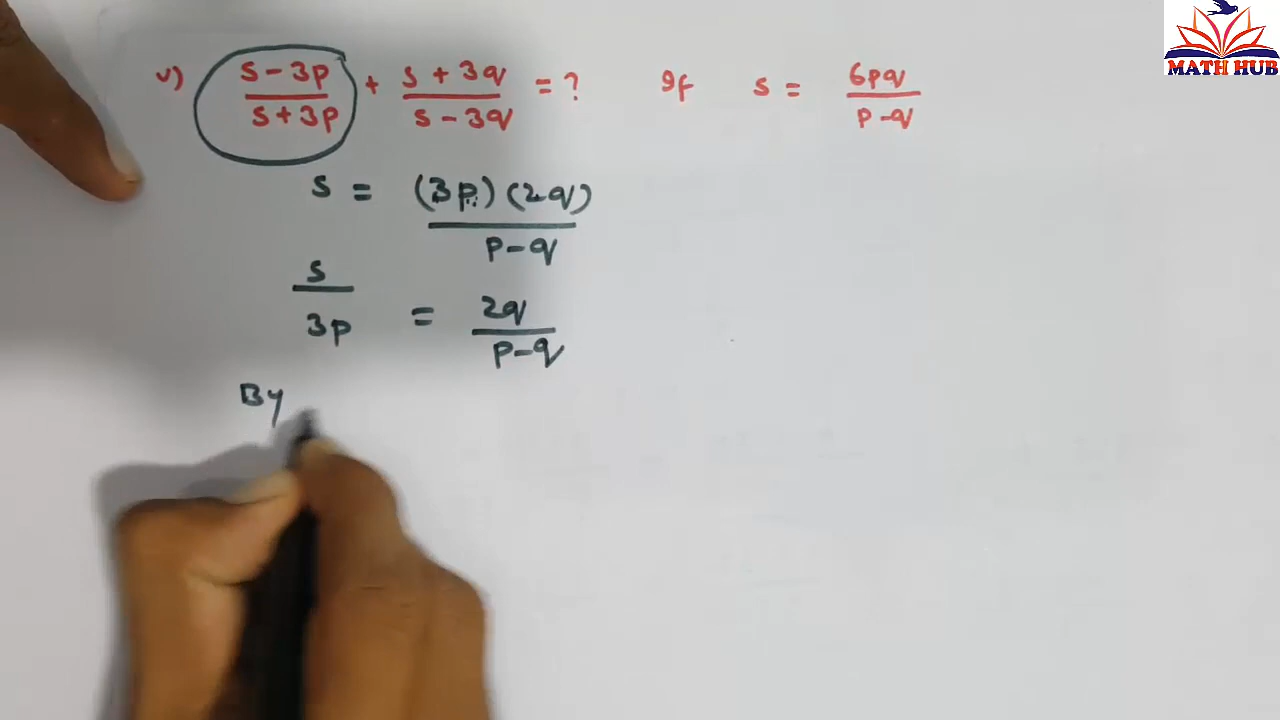 v) s - 3p / s + 3p + s + 3q / s - 3q = ? If s = 6pq / p - q
s = (3p) (2q) / p - q
s / 3p = 2q / p - q
By
MATH HUB